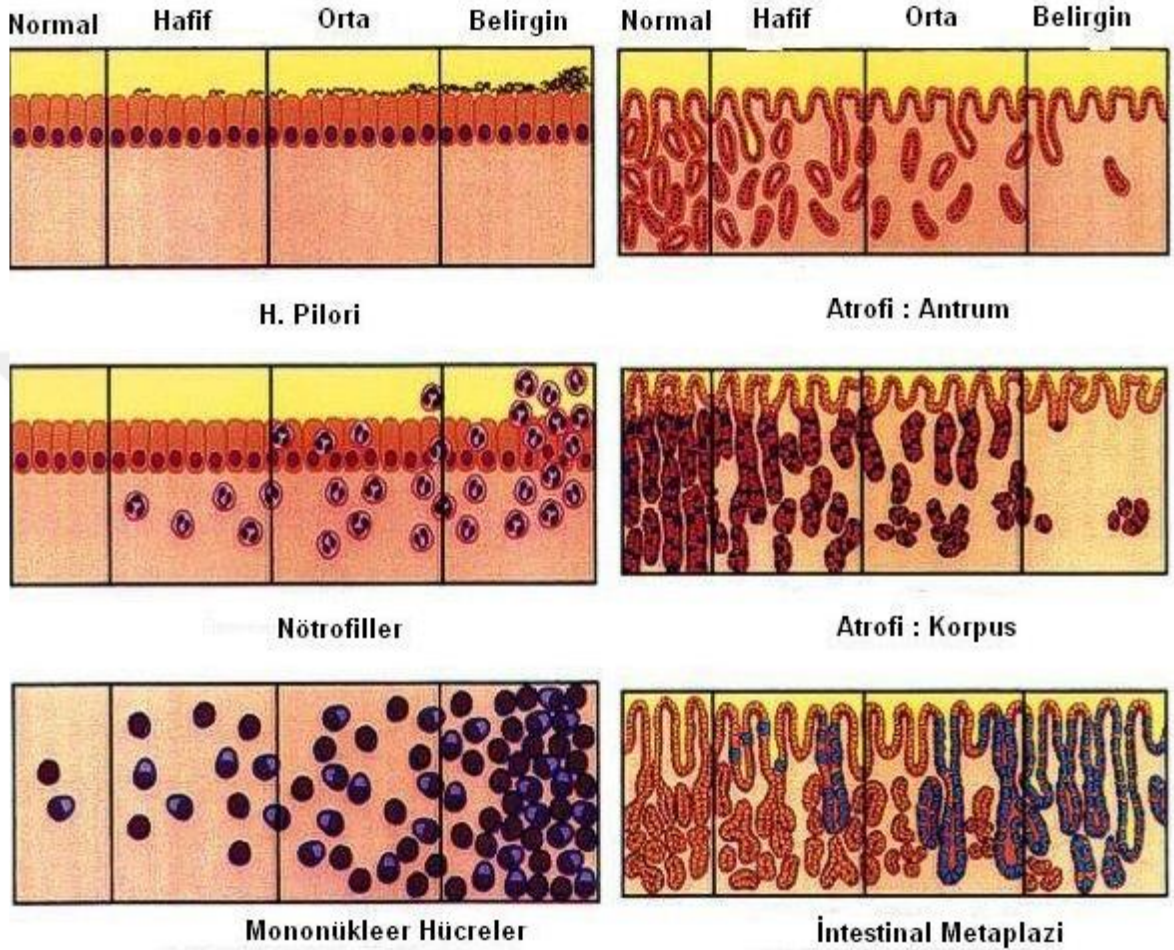 Normal Hafif Orta Belirgin
Normal Hafif Orta Belirgin
H. Pilori
Atrofi : Antrum
Nötrofiller
Atrofi : Korpus
Mononükleer Hücreler
İntestinal Metaplazi